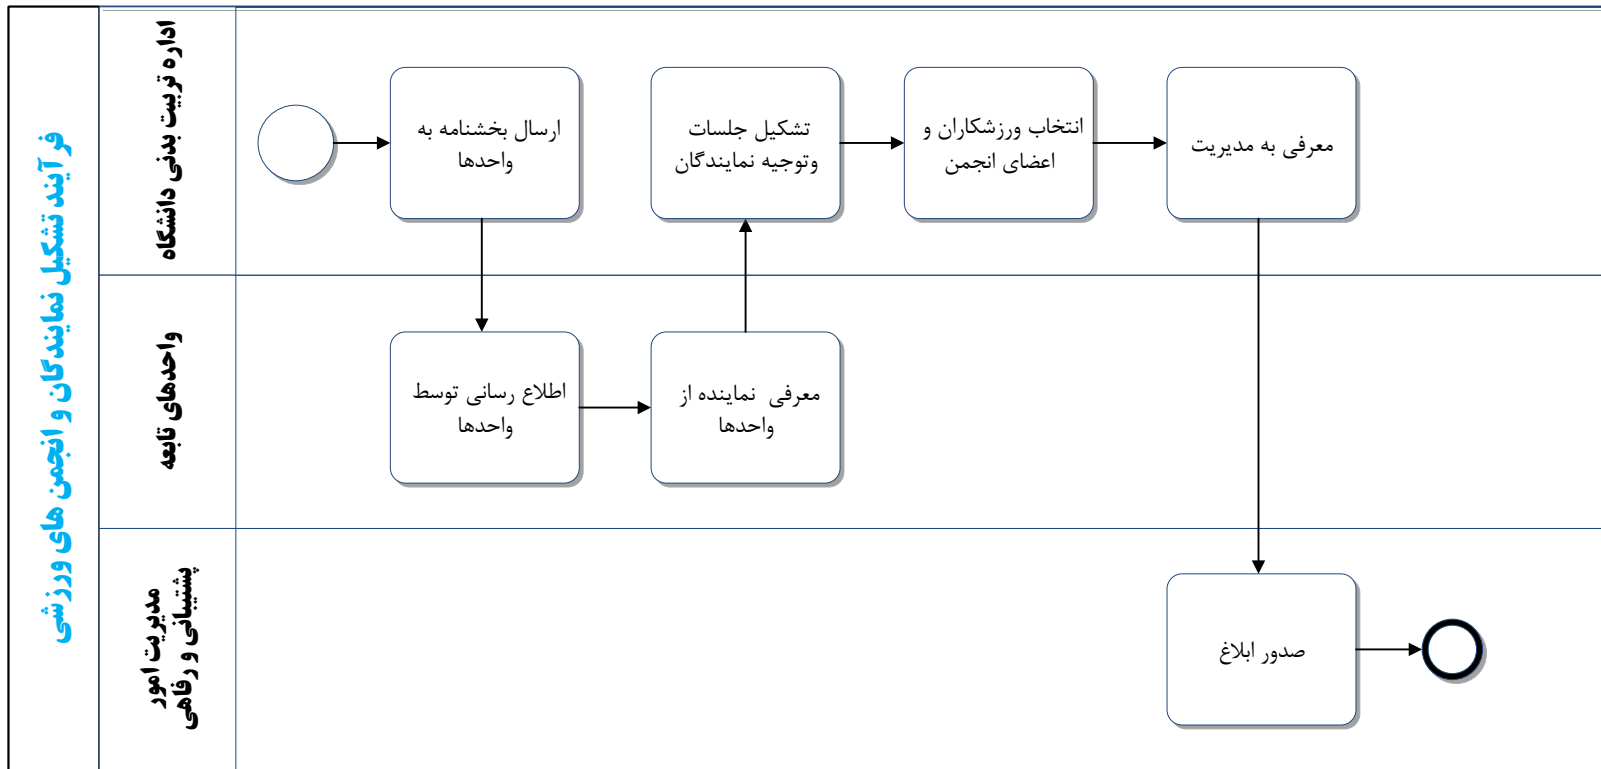 فرآیند تشکیل نمایندگان و انجمن های ورزشی
اداره تربیت بدنی دانشگاه
ارسال بخشنامه به
واحدها
تشکیل جلسات
وتوجیه نمایندگان
انتخاب ورزشکاران و
اعضای انجمن
معرفی به مدیریت
واحدهای تابعه
اطلاع رسانی توسط
واحدها
معرفی نماینده از
واحدها
مدیریت امور
پشتیبانی و رفاهی
صدور ابلاغ